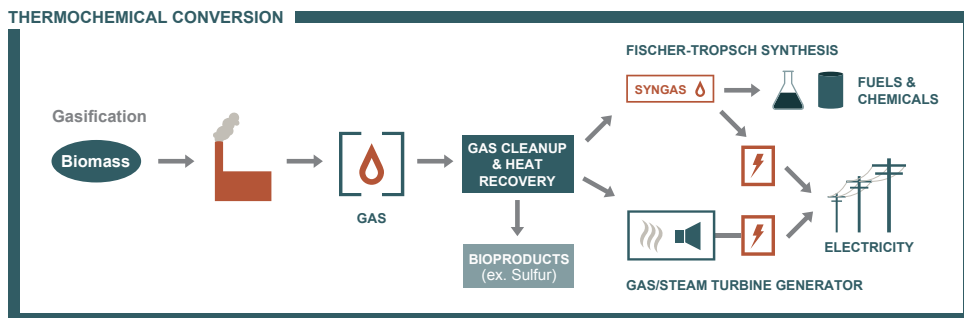 THERMOCHEMICAL CONVERSION
FISCHER-TROPSCH SYNTHESIS
SYNGAS
FUELS &
CHEMICALS
Gasification
Biomass
GAS
GAS CLEANUP
& HEAT
RECOVERY
BIOPRODUCTS
(ex. Sulfur)
ELECTRICITY
GAS/STEAM TURBINE GENERATOR